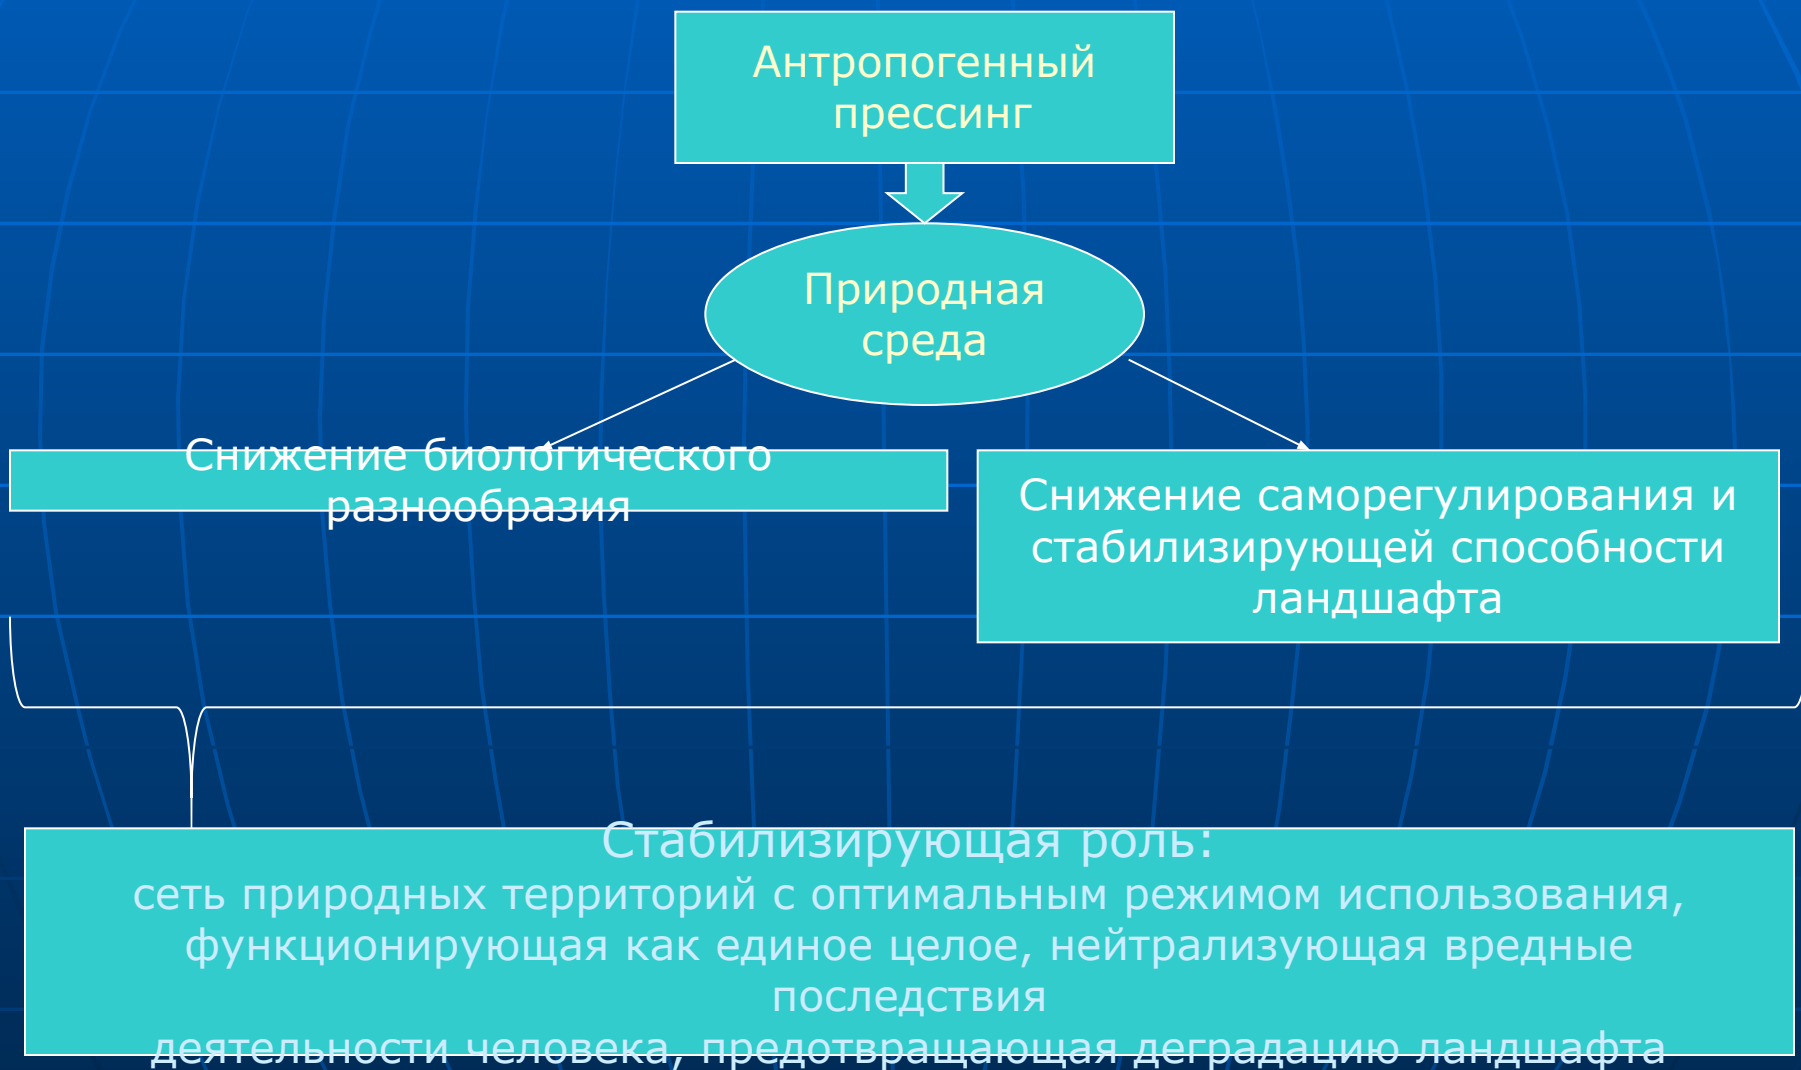 Антропогенный
прессинг
Природная
среда
Снижение биологического
разнообразия
Снижение саморегулирования и
стабилизирующей способности
ландшафта
Стабилизирующая роль:
сеть природных территорий с оптимальным режимом использования,
функционирующая как единое целое, нейтрализующая вредные
последствия
деятельности человека, предотвращающая деградацию ландшафта